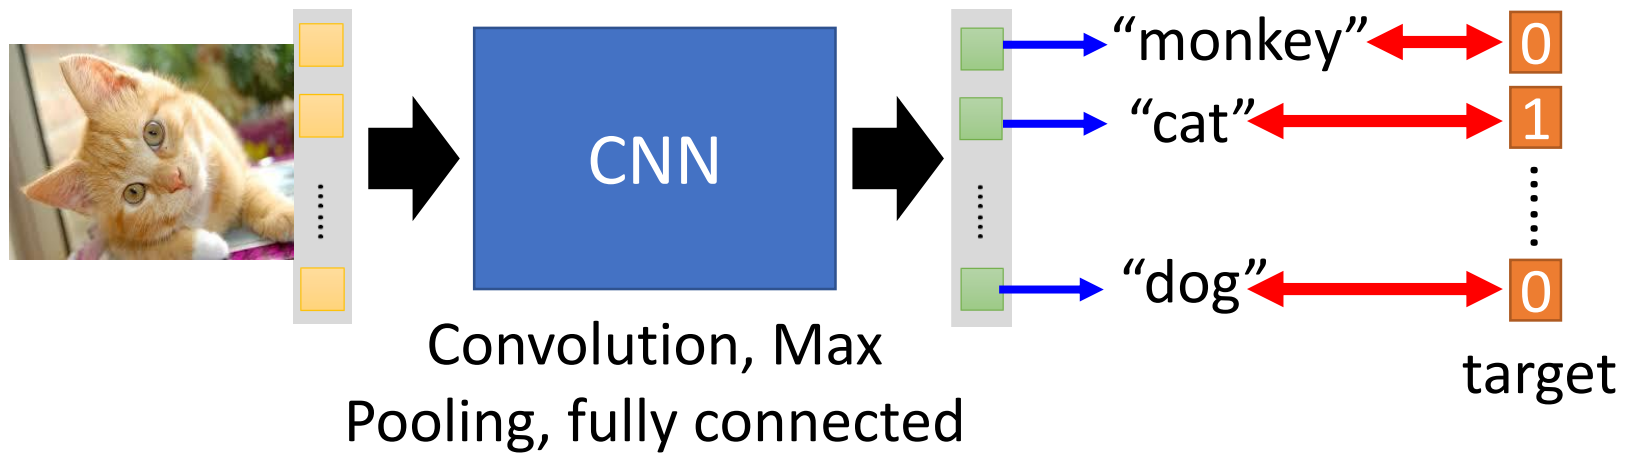 “monkey”
0
“cat”
1
CNN
“dog”
0
Convolution, Max
Pooling, fully connected
target